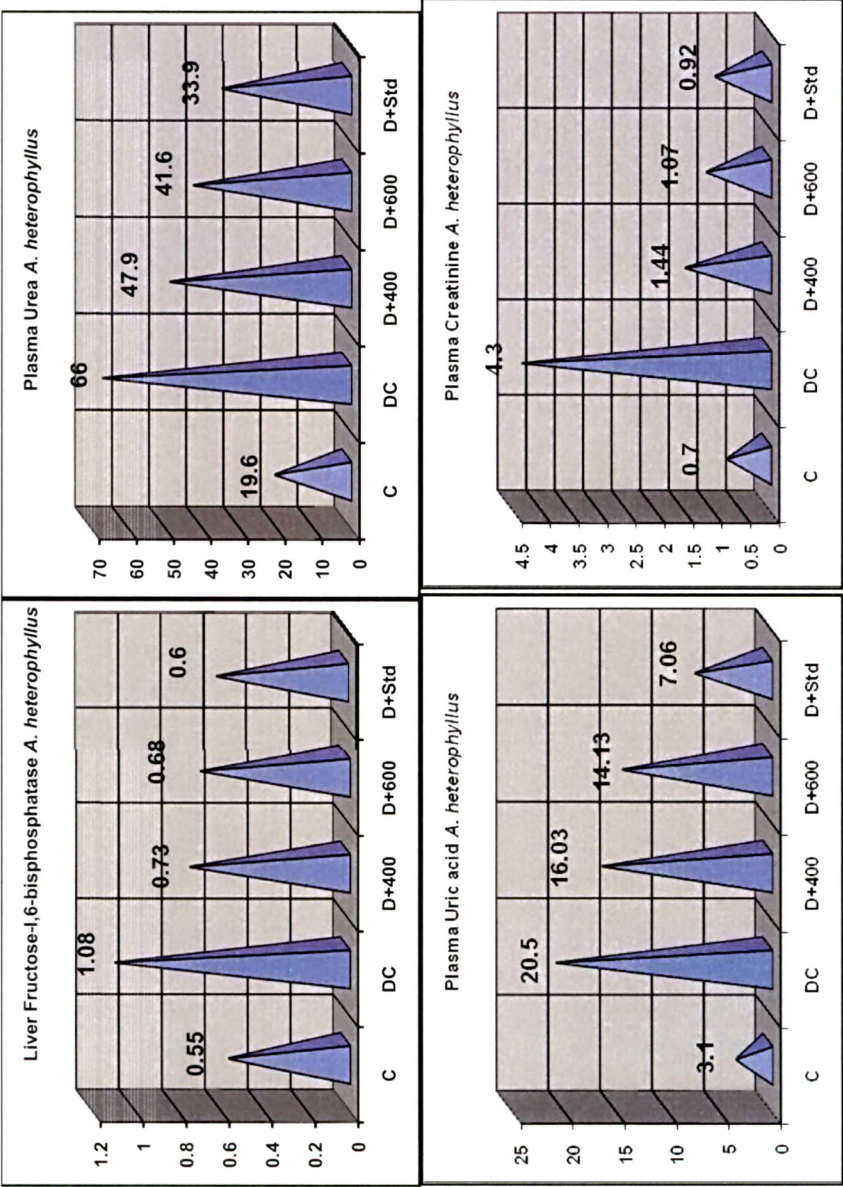 Liver Fructose-I,6-bisphosphatase A. heterophyllus
1.2
1
0.8
0.6
0.4
0.2
0
0.55
1.08
0.73
0.68
0.6
C
DC
D+400
D+600
D+Std
Plasma Urea A. heterophyllus
70
60
50
40
30
20
10
0
19.6
66
47.9
41.6
33.9
C
DC
D+400
D+600
D+Std
Plasma Uric acid A. heterophyllus
25
20
15
10
5
0
3.1
20.5
16.03
14.13
7.06
C
DC
D+400
D+600
D+Std
Plasma Creatinine A. heterophyllus
4.5
4
3.5
3
2.5
2
1.5
1
0.5
0
0.7
4.3
1.44
1.07
0.92
C
DC
D+400
D+600
D+Std